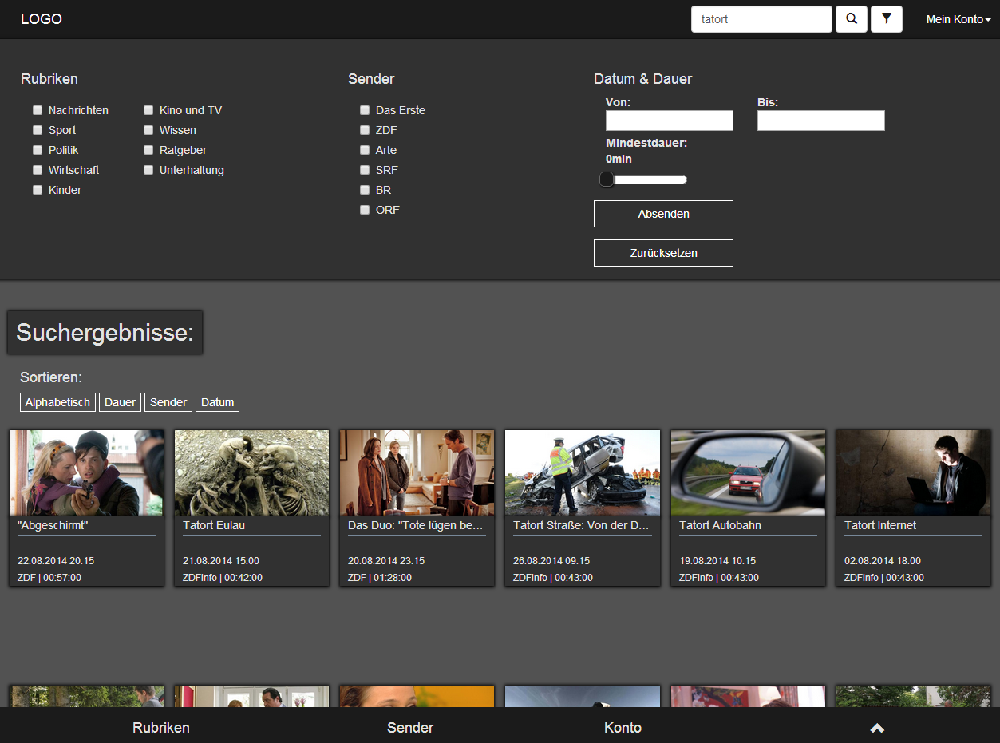 LOGO
tatort
Mein Konto
Rubriken
Nachrichten
Sport
Politik
Wirtschaft
Kinder
Kino und TV
Wissen
Ratgeber
Unterhaltung
Sender
Das Erste
ZDF
Arte
SRF
BR
ORF
Datum & Dauer
Von:
Bis:
Mindestdauer:
0min
Absenden
Zurücksetzen
Suchergebnisse:
Sortieren:
Alphabetisch
Dauer
Sender
Datum
"Abgeschirmt"
22.08.2014 20:15
ZDF | 00:57:00
Tatort Eulau
21.08.2014 15:00
ZDFinfo | 00:42:00
Das Duo: "Tote lügen be...
20.08.2014 23:15
ZDF | 01:28:00
Tatort Straße: Von der D...
26.08.2014 09:15
ZDFinfo | 00:43:00
Tatort Autobahn
19.08.2014 10:15
ZDFinfo | 00:43:00
Tatort Internet
02.08.2014 18:00
ZDFinfo | 00:43:00
Rubriken
Sender
Konto